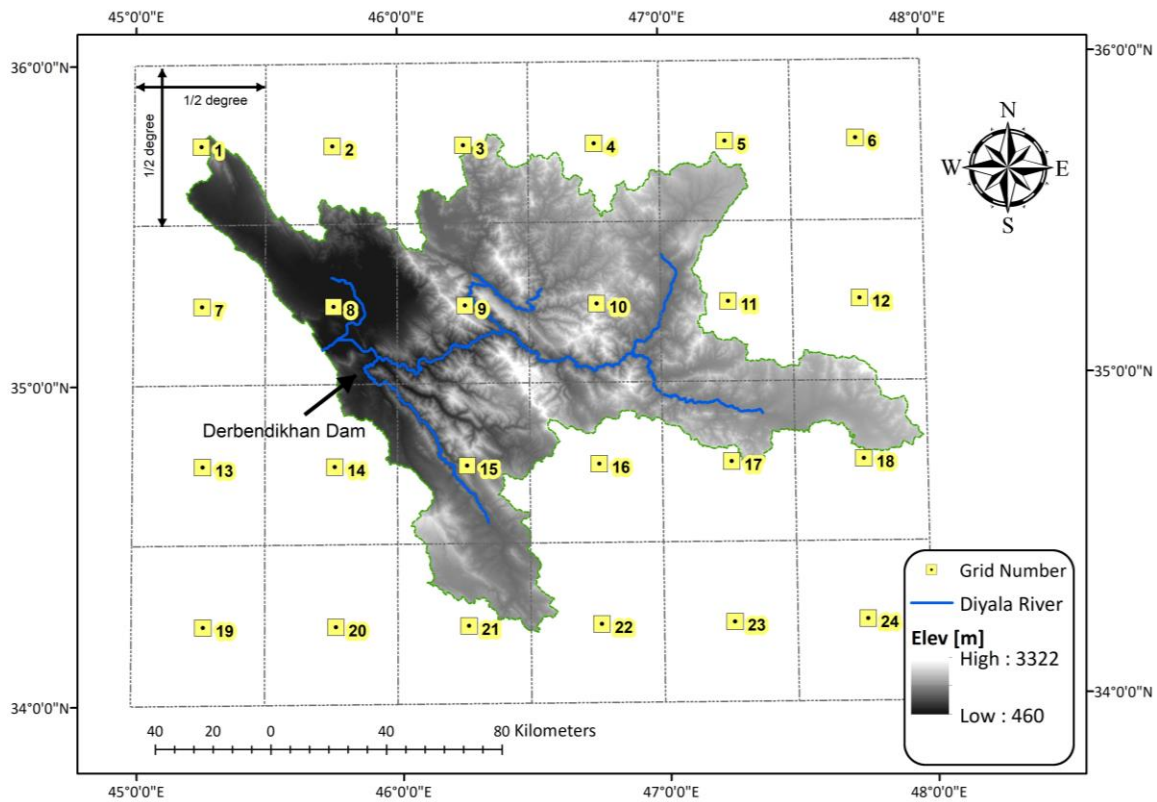 45°0'0"E 46°0'0"E 47°0'0"E 48°0'0"E
36°0'0"N 36°0'0"N
1/2 degree
1/2 degree
N
W E
S
1 2 3 4 5 6
7 8 9 10 11 12
35°0'0"N 35°0'0"N
Derbendikhan Dam
13 14 15 16 17 18
19 20 21 22 23 24
Grid Number
Diyala River
Elev [m]
High : 3322
Low : 460
34°0'0"N 34°0'0"N
40 20 0 40 80 Kilometers
45°0'0"E 46°0'0"E 47°0'0"E 48°0'0"E